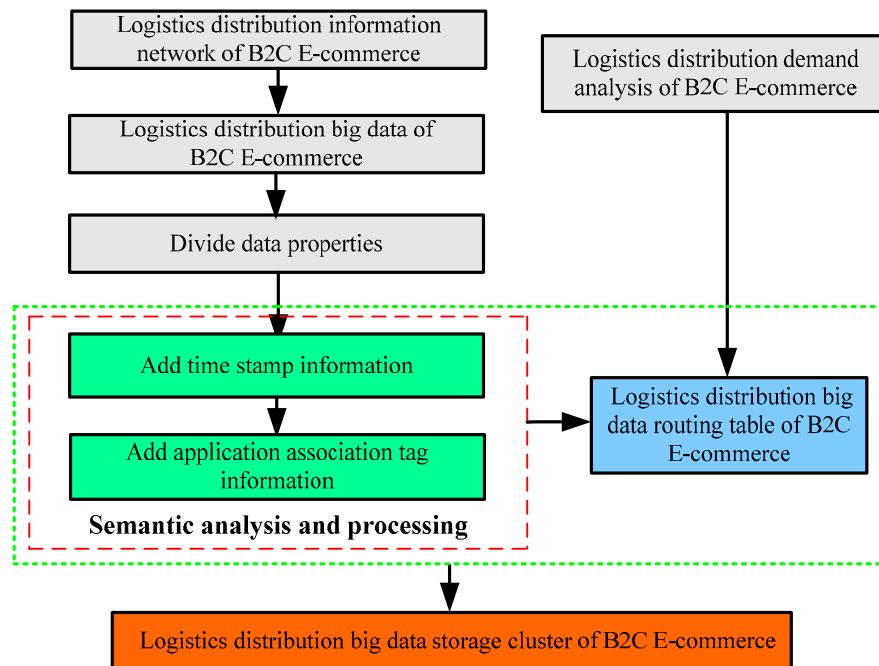 Logistics distribution information
network of B2C E-commerce
Logistics distribution demand
analysis of B2C E-commerce
Logistics distribution big data of
B2C E-commerce
Divide data properties
Add time stamp information
Logistics distribution big
data routing table of B2C
E-commerce
Add application association tag
information
Semantic analysis and processing
Logistics distribution big data storage cluster of B2C E-commerce